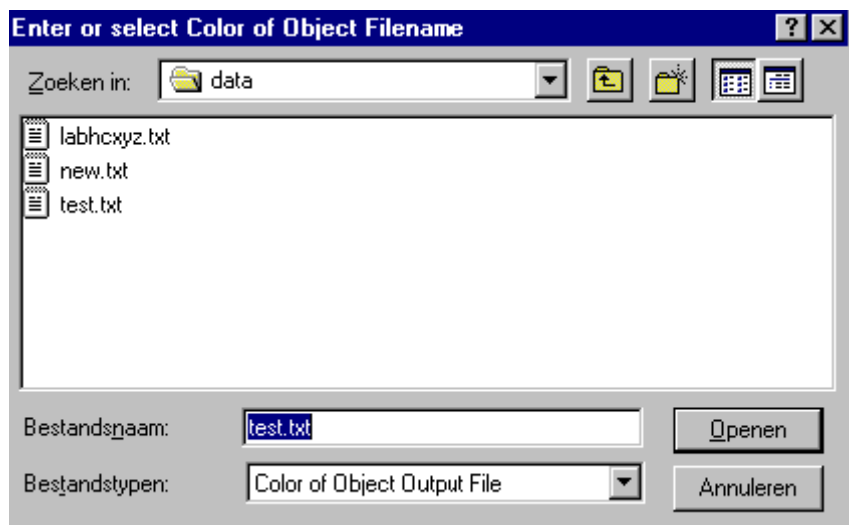 Enter or select Color of Object Filename
Zoeken in: data
labhcxyz.txt
new.txt
test.txt
Bestandsnaam: test.txt Openen
Bestandstypen: Color of Object Output File Annuleren